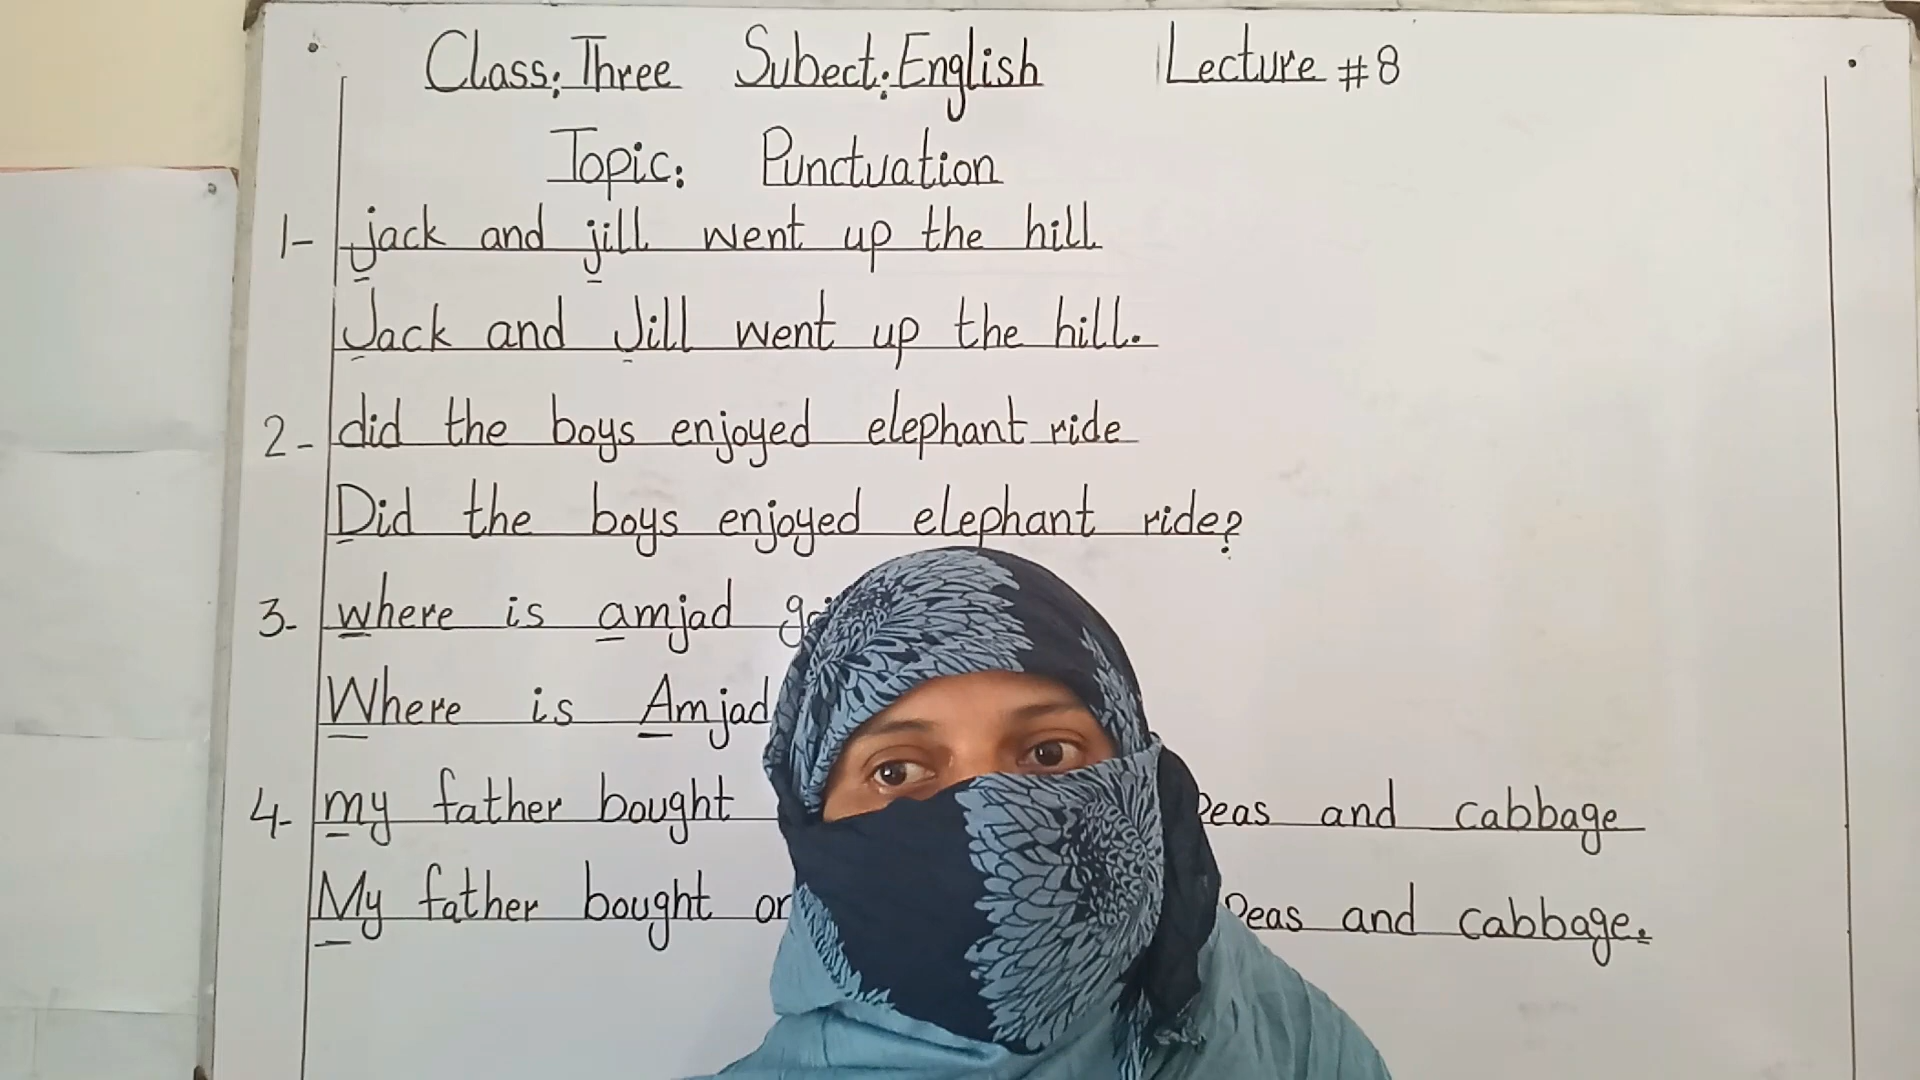 Class: Three Subect: English Lecture #8
Topic: Punctuation
1- jack and jill went up the hill
Jack and Jill went up the hill.
2- did the boys enjoyed elephant ride
Did the boys enjoyed elephant ride?
3- where is amjad
Where is Amjad
4- my father bought peas and cabbage
My father bought peas and cabbage.